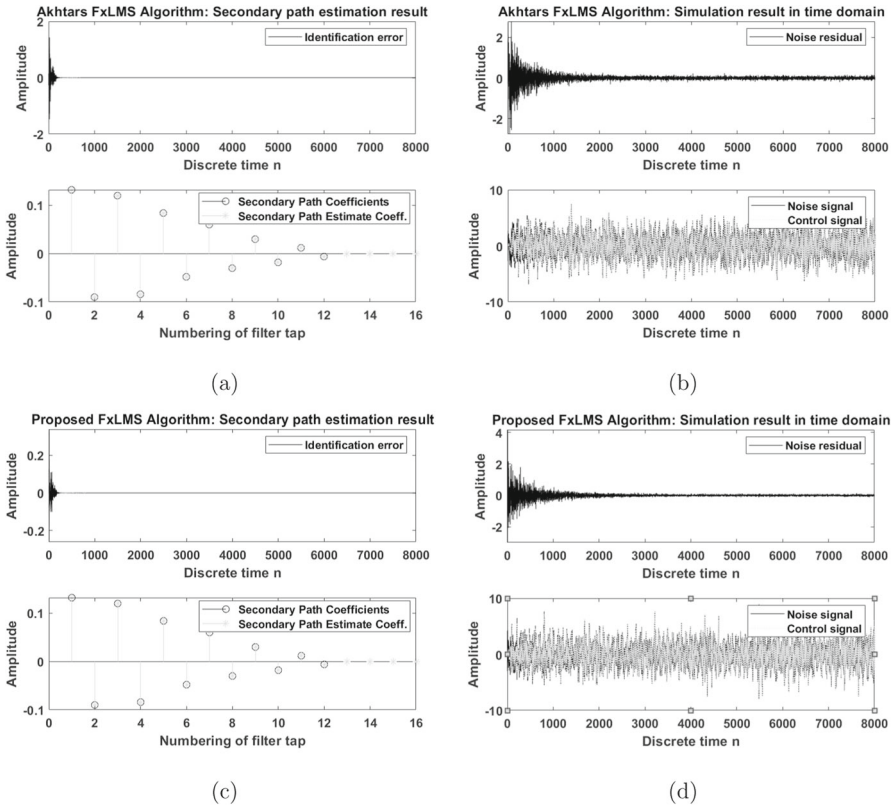 Akhtars FxLMS Algorithm: Secondary path estimation result
2
0
-2
Amplitude
Identification error
0 1000 2000 3000 4000 5000 6000 7000 8000
Discrete time n
0.1
0
-0.1
Amplitude
Secondary Path Coefficients
Secondary Path Estimate Coeff.
0 2 4 6 8 10 12 14 16
Numbering of filter tap
(a)
Akhtars FxLMS Algorithm: Simulation result in time domain
2
0
-2
Amplitude
Noise residual
0 1000 2000 3000 4000 5000 6000 7000 8000
Discrete time n
10
0
-10
Amplitude
Noise signal
Control signal
0 1000 2000 3000 4000 5000 6000 7000 8000
Discrete time n
(b)
Proposed FxLMS Algorithm: Secondary path estimation result
0.2
0
-0.2
Amplitude
Identification error
0 1000 2000 3000 4000 5000 6000 7000 8000
Discrete time n
0.1
0
-0.1
Amplitude
Secondary Path Coefficients
Secondary Path Estimate Coeff.
0 2 4 6 8 10 12 14 16
Numbering of filter tap
(c)
Proposed FxLMS Algorithm: Simulation result in time domain
4
2
0
-2
Amplitude
Noise residual
0 1000 2000 3000 4000 5000 6000 7000 8000
Discrete time n
10
0
-10
Amplitude
Noise signal
Control signal
0 1000 2000 3000 4000 5000 6000 7000 8000
Discrete time n
(d)